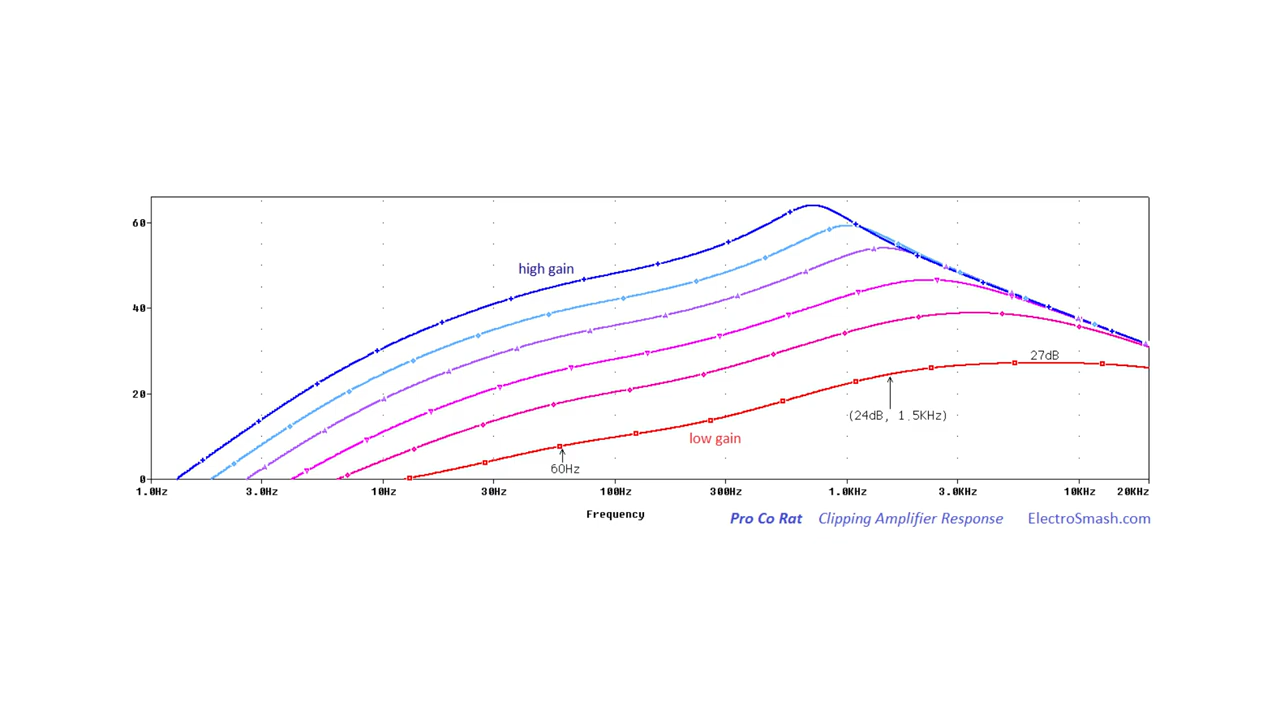 60
high gain
40
27dB
20
(24dB, 1.5KHz)
low gain
60Hz
0
1.0Hz 3.0Hz 10Hz 30Hz 100Hz 300Hz 1.0KHz 3.0KHz 10KHz 20KHz
Frequency
Pro Co Rat Clipping Amplifier Response ElectroSmash.com